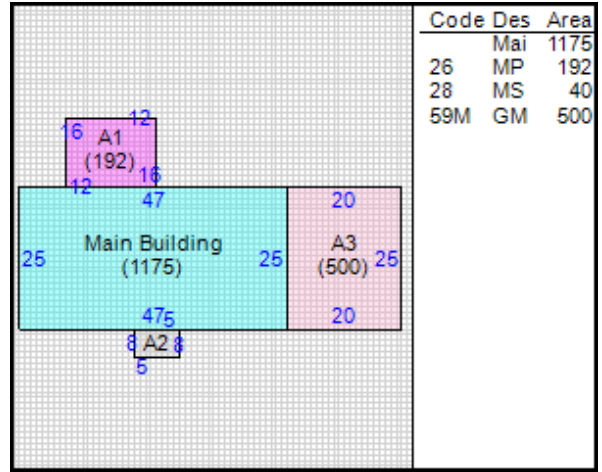 Code Des Area
Mai 1175
26 MP 192
28 MS 40
59M GM 500
12
16 A1
(192)
16
12
47 20
Main Building A3
25 (1175) 25 (500) 25
47 5 20
8 A2 8
5